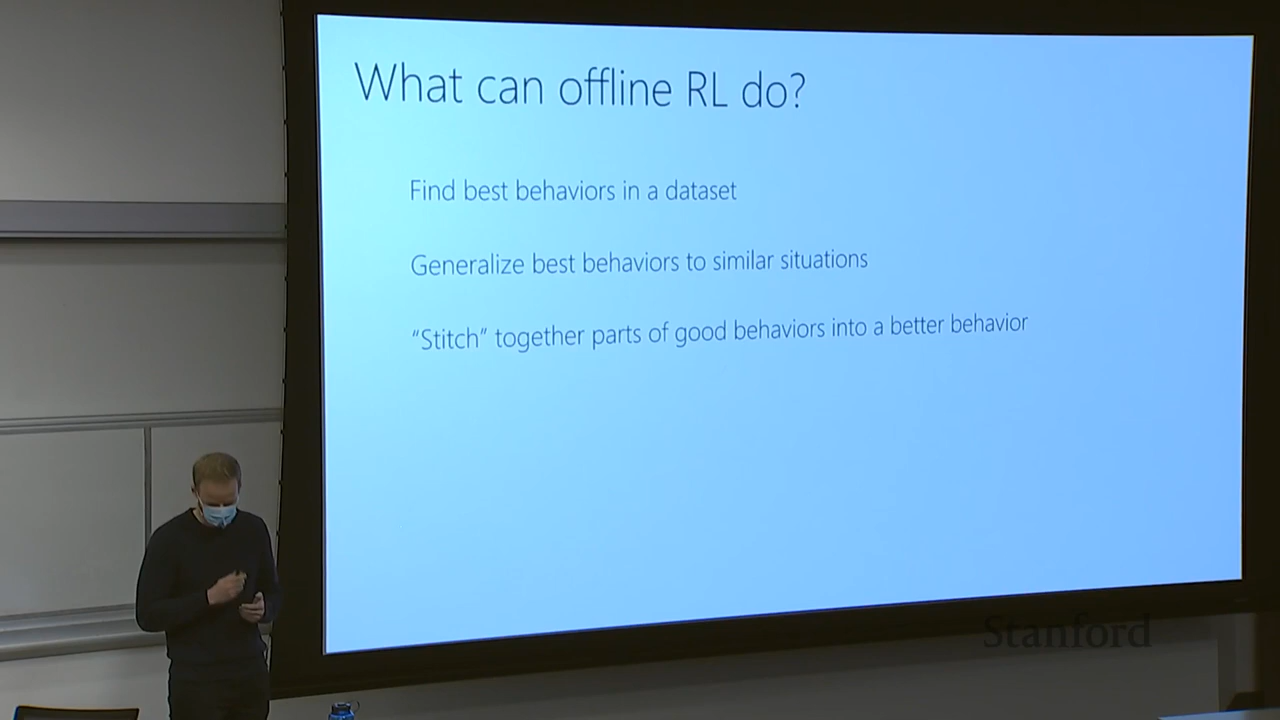 What can offline RL do?
Find best behaviors in a dataset
Generalize best behaviors to similar situations
“Stitch” together parts of good behaviors into a better behavior
Stanford